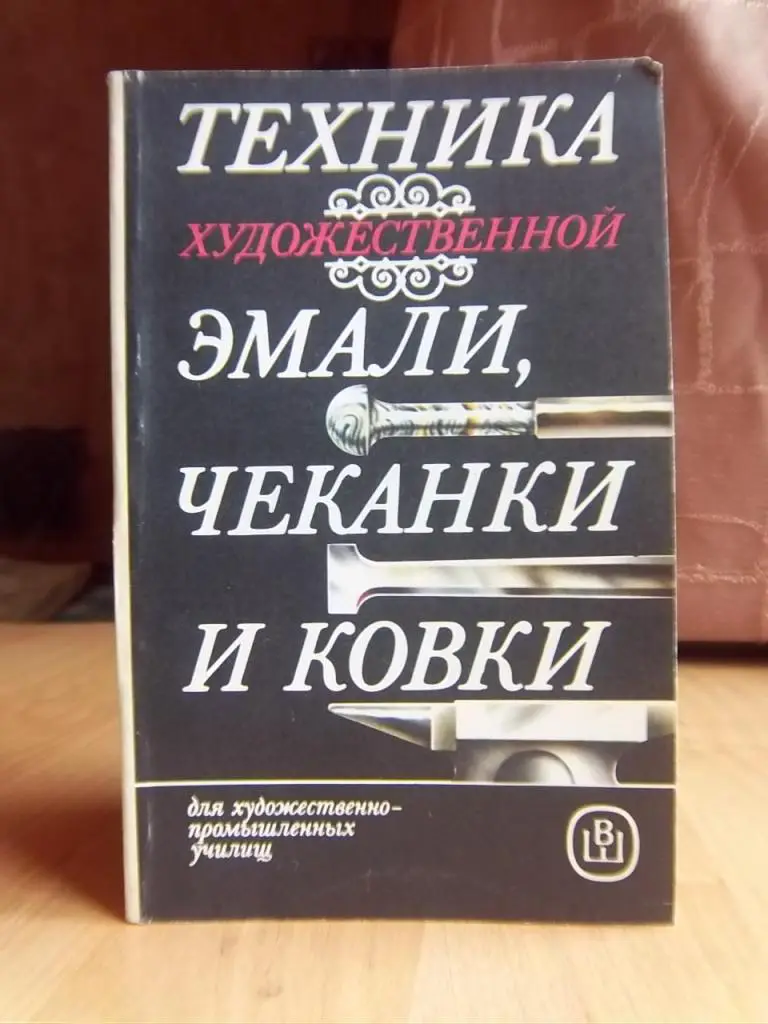 ТЕХНИКА
ХУДОЖЕСТВЕННОЙ
ЭМАЛИ,
ЧЕКАНКИ
И КОВКИ
для художественно-
промышленных
училищ
ВШ